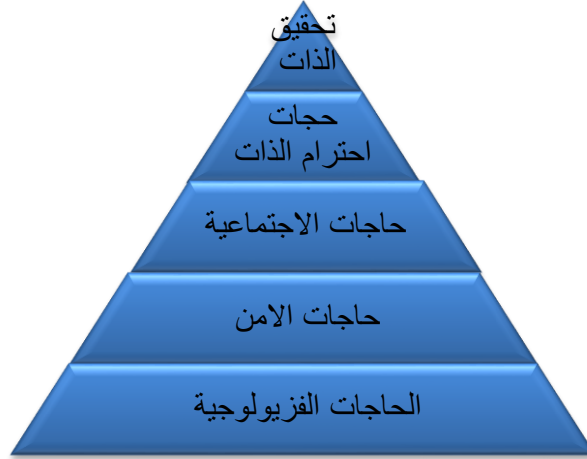 تحقيق
الذات
حجات
احترام الذات
حاجات الاجتماعية
حاجات الامن
الحاجات الفزيولوجية